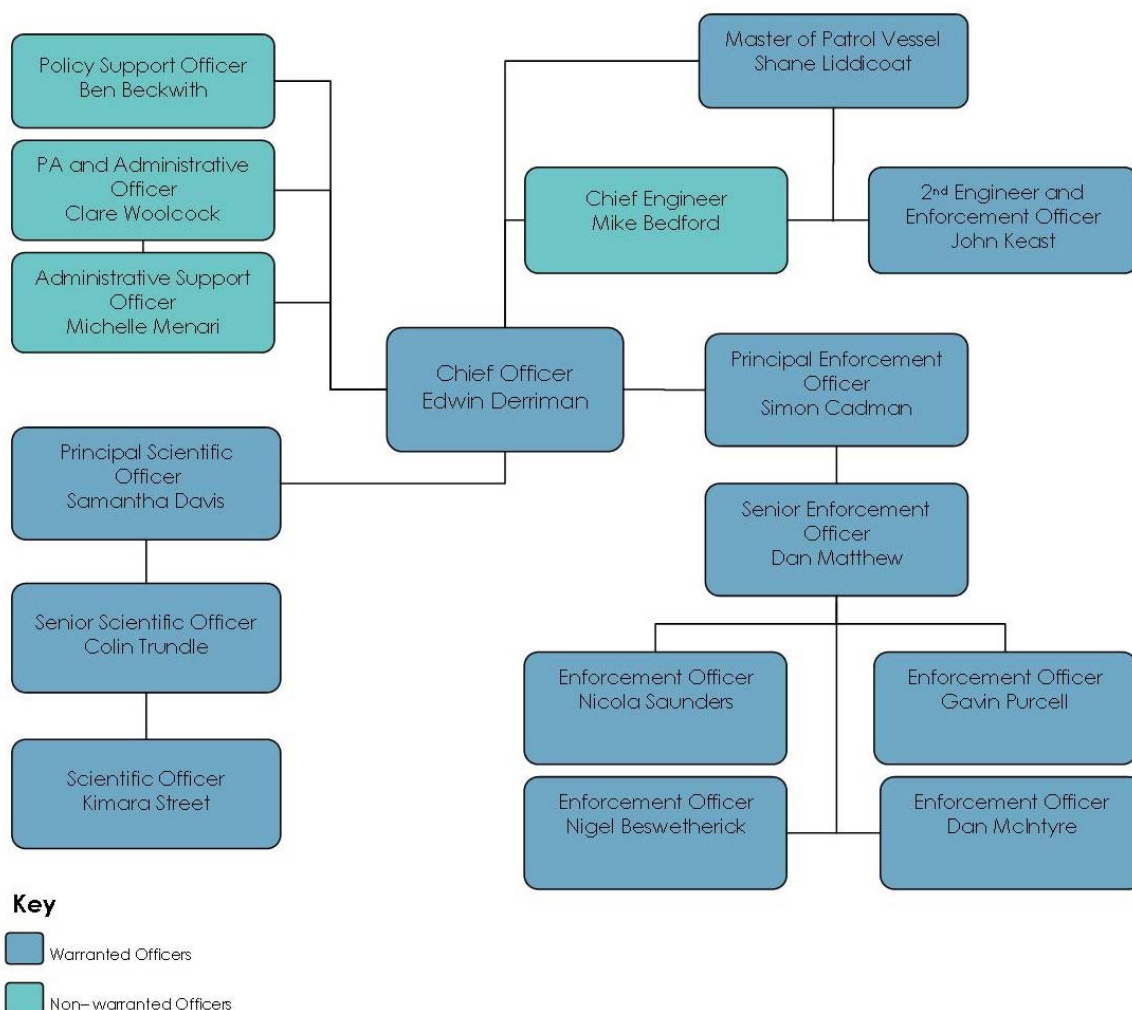 Master of Patrol Vessel
Shane Liddicoat
Policy Support Officer
Ben Beckwith
PA and Administrative
Officer
Clare Woolcock
Chief Engineer
Mike Bedford
2nd Engineer and
Enforcement Officer
John Keast
Administrative Support
Officer
Michelle Menari
Chief Officer
Edwin Derriman
Principal Enforcement
Officer
Simon Cadman
Principal Scientific
Officer
Samantha Davis
Senior Enforcement
Officer
Dan Matthew
Senior Scientific Officer
Colin Trundle
Enforcement Officer
Nicola Saunders
Enforcement Officer
Gavin Purcell
Scientific Officer
Kimara Street
Enforcement Officer
Nigel Beswetherick
Enforcement Officer
Dan McIntyre
Key
Warranted Officers
Non-warranted Officers